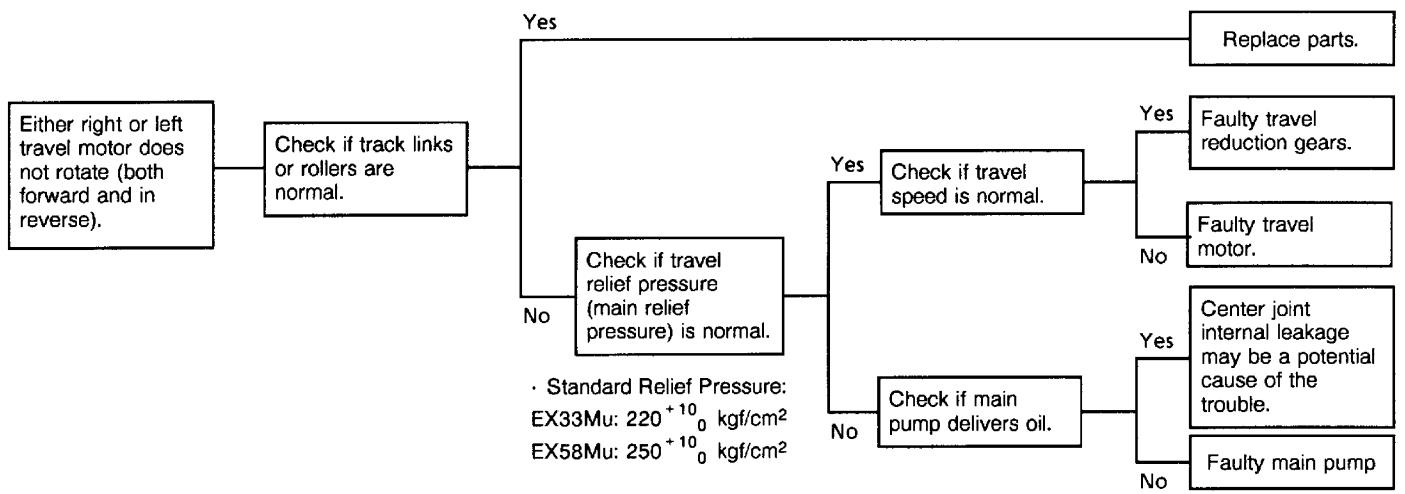 Yes
Replace parts.
Either right or left
travel motor does
not rotate (both
forward and in
reverse).
Check if track links
or rollers are
normal.
No
Check if travel
relief pressure
(main relief
pressure) is normal.
· Standard Relief Pressure:
EX33Mu: 220 +10 0 kgf/cm2
EX58Mu: 250 +10 0 kgf/cm2
Yes
Check if travel
speed is normal.
Yes
Faulty travel
reduction gears.
No
Faulty travel
motor.
No
Check if main
pump delivers oil.
Yes
Center joint
internal leakage
may be a potential
cause of the
trouble.
No
Faulty main pump